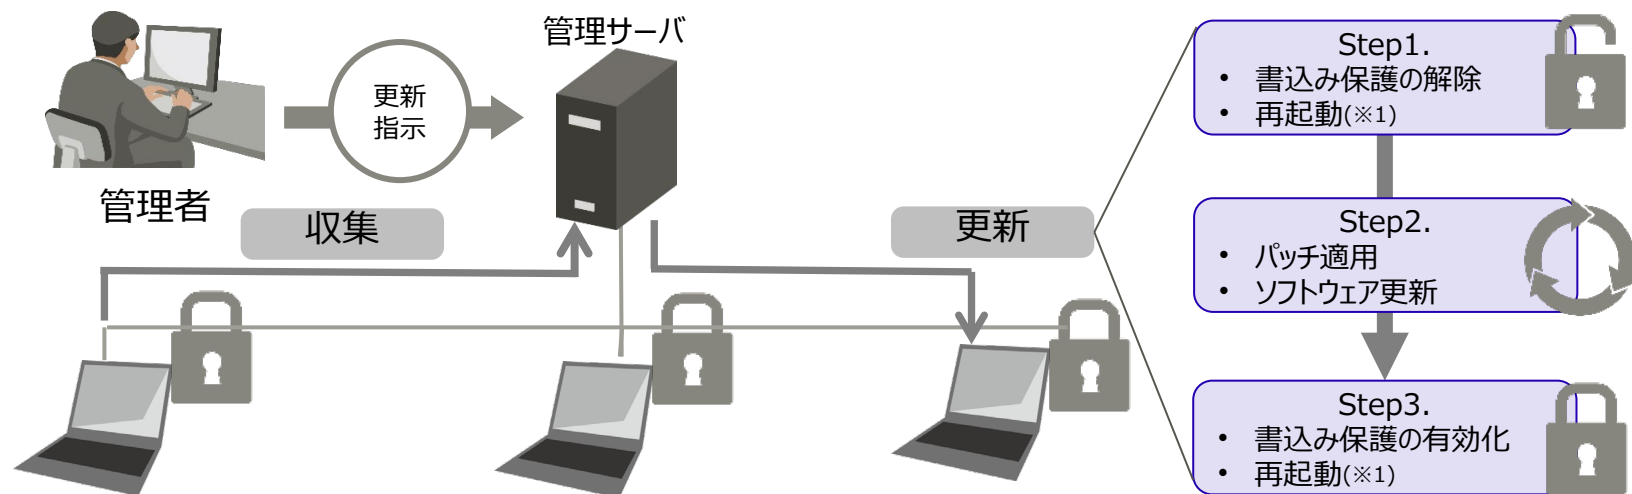 管理サーバ
更新
指示
管理者
収集
更新
Step1.
• 書込み保護の解除
• 再起動(※1)
Step2.
• パッチ適用
• ソフトウェア更新
Step3.
• 書込み保護の有効化
• 再起動(※1)